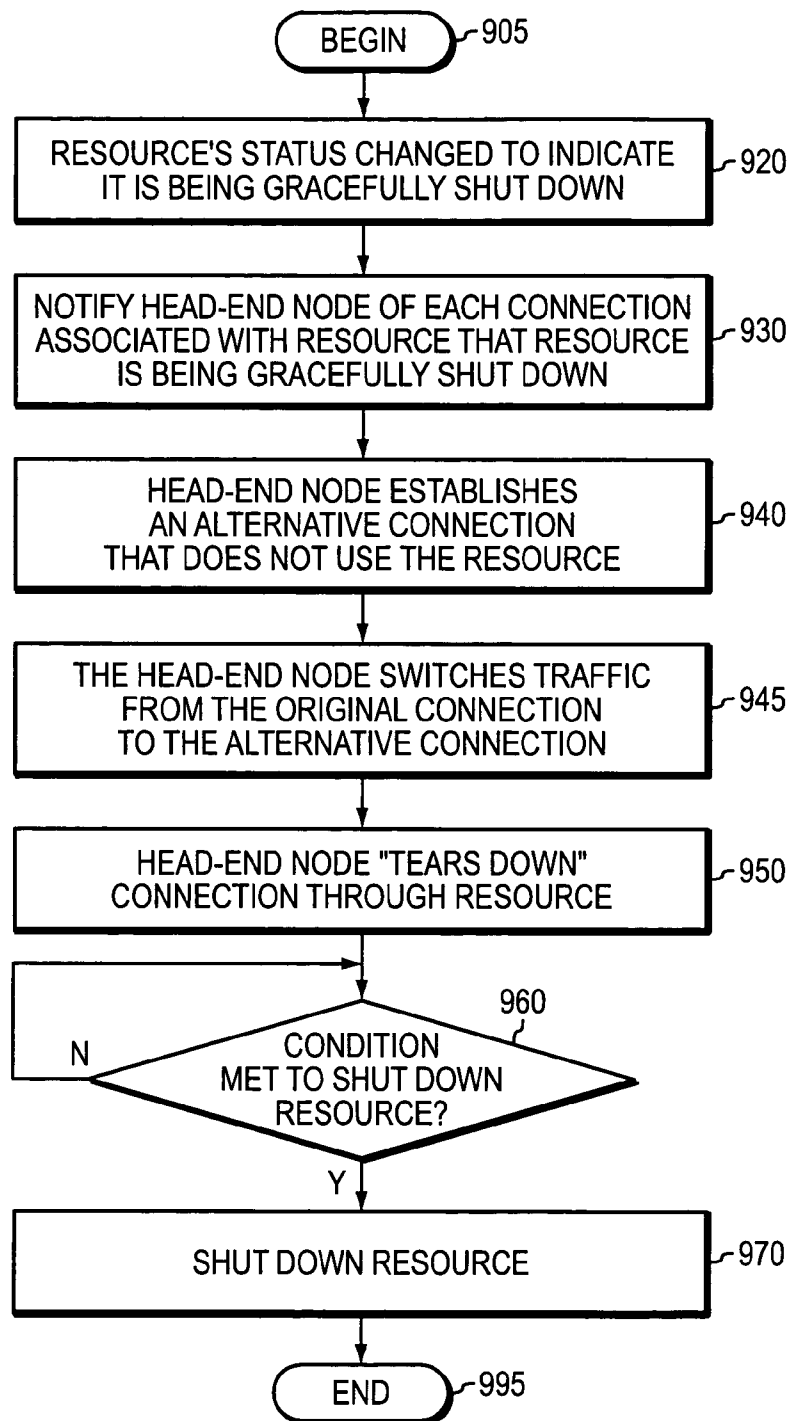 BEGIN 905
RESOURCE'S STATUS CHANGED TO INDICATE
IT IS BEING GRACEFULLY SHUT DOWN
920
NOTIFY HEAD-END NODE OF EACH CONNECTION
ASSOCIATED WITH RESOURCE THAT RESOURCE
IS BEING GRACEFULLY SHUT DOWN
930
HEAD-END NODE ESTABLISHES
AN ALTERNATIVE CONNECTION
THAT DOES NOT USE THE RESOURCE
940
THE HEAD-END NODE SWITCHES TRAFFIC
FROM THE ORIGINAL CONNECTION
TO THE ALTERNATIVE CONNECTION
945
HEAD-END NODE "TEARS DOWN"
CONNECTION THROUGH RESOURCE
950
960
CONDITION
MET TO SHUT DOWN
RESOURCE?
N
Y
SHUT DOWN RESOURCE
970
END 995